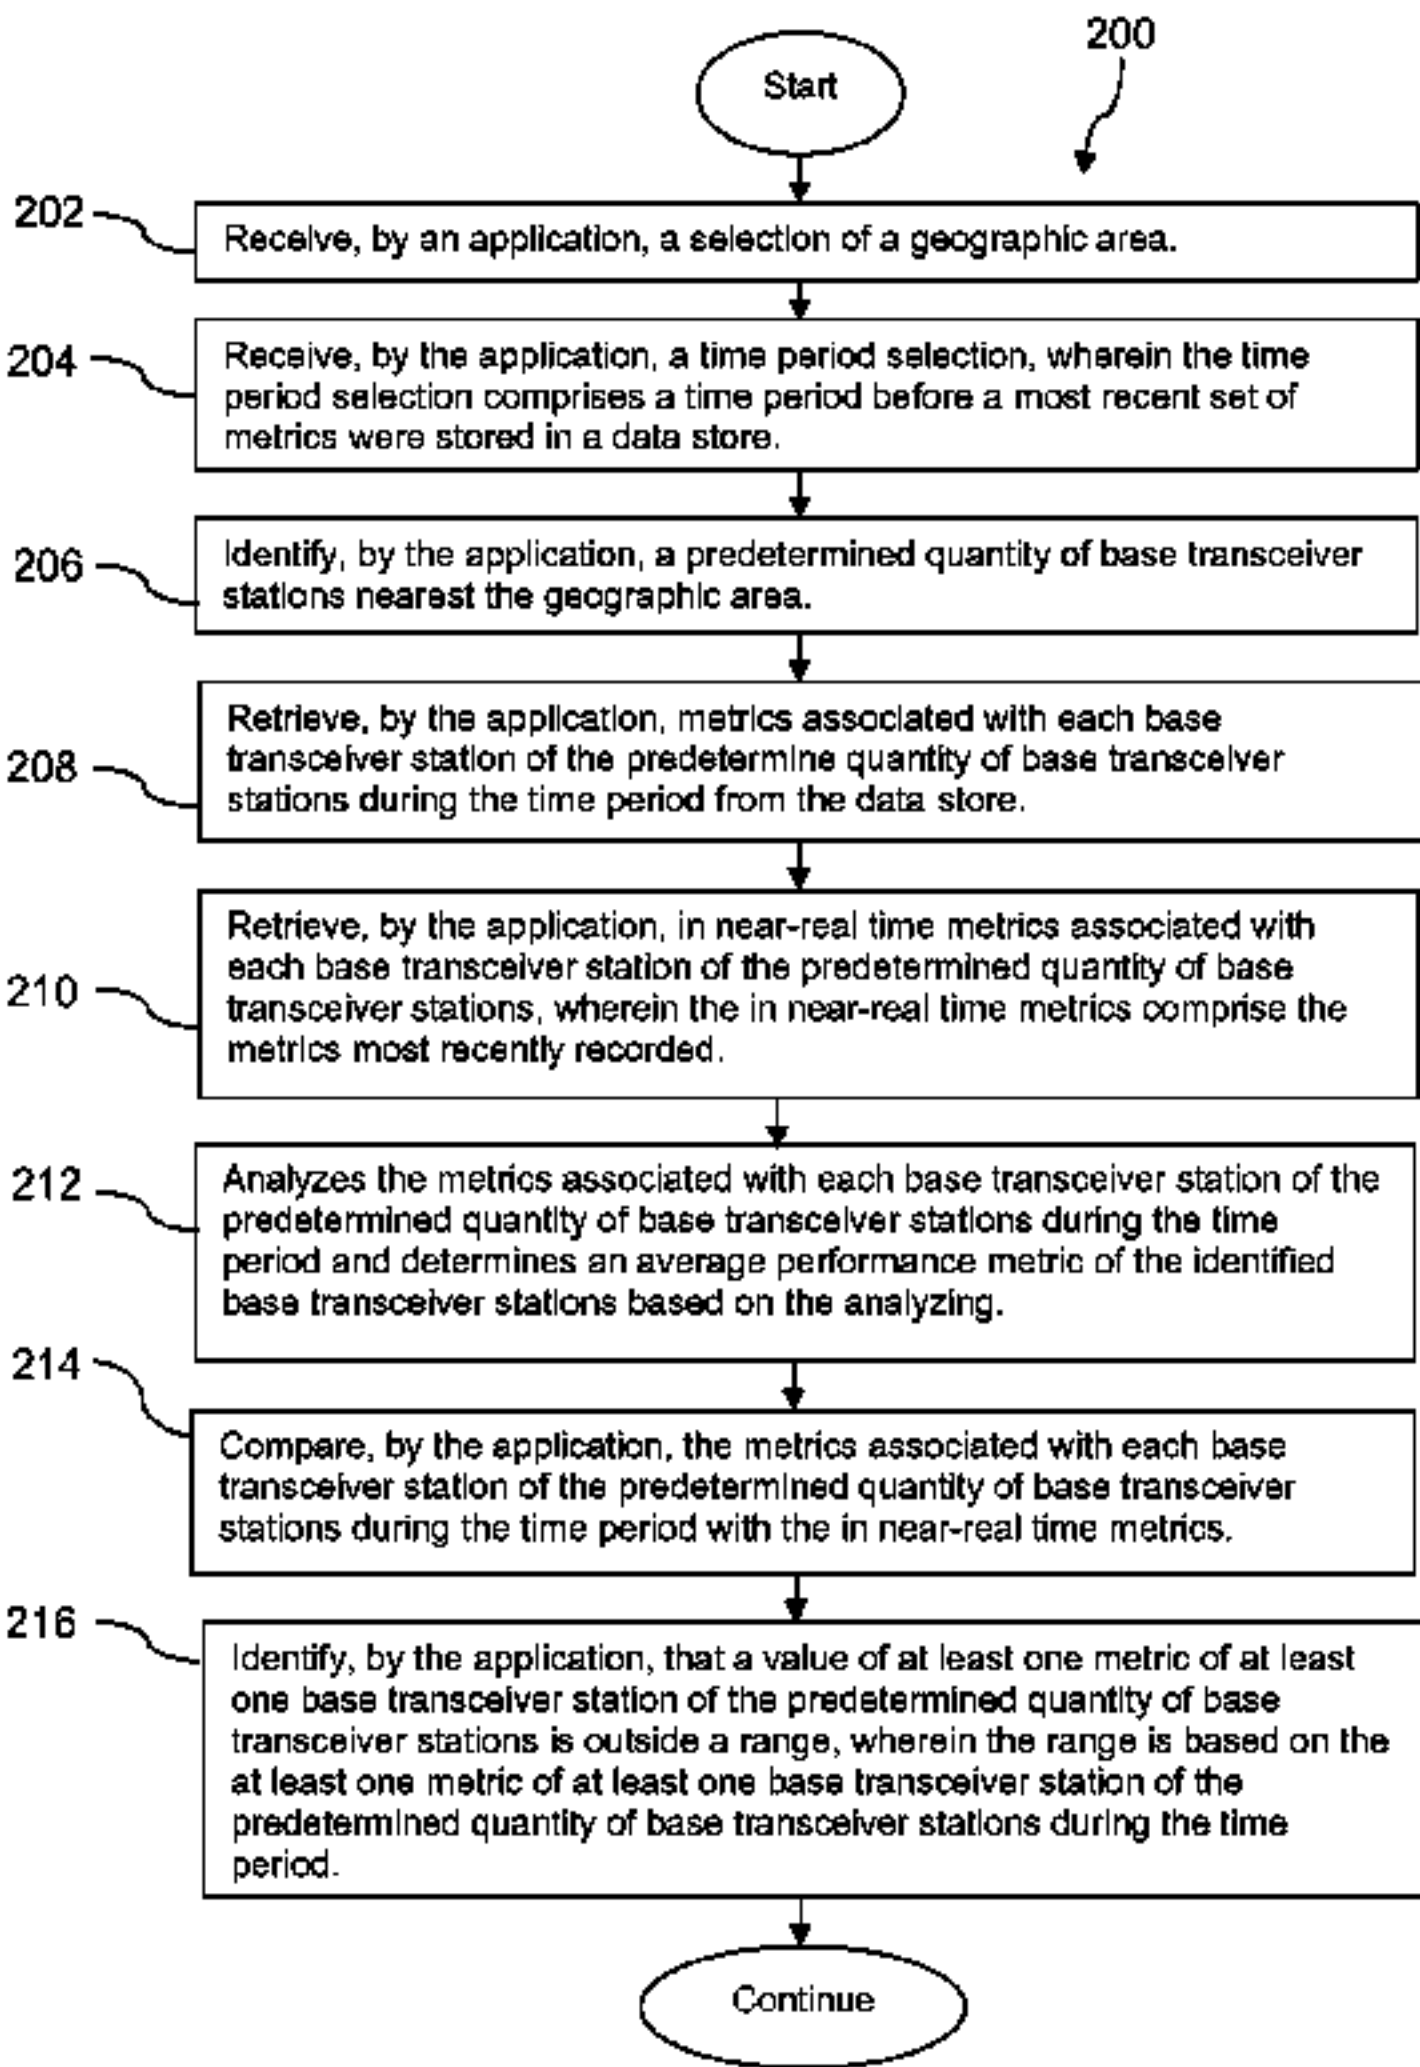 200
Start
202
Receive, by an application, a selection of a geographic area.
204
Receive, by the application, a time period selection, wherein the time
period selection comprises a time period before a most recent set of
metrics were stored in a data store.
206
Identify, by the application, a predetermined quantity of base transceiver
stations nearest the geographic area.
208
Retrieve, by the application, metrics associated with each base
transceiver station of the predetermine quantity of base transceiver
stations during the time period from the data store.
210
Retrieve, by the application, in near-real time metrics associated with
each base transceiver station of the predetermined quantity of base
transceiver stations, wherein the in near-real time metrics comprise the
metrics most recently recorded.
212
Analyzes the metrics associated with each base transceiver station of the
predetermined quantity of base transceiver stations during the time
period and determines an average performance metric of the identified
base transceiver stations based on the analyzing.
214
Compare, by the application, the metrics associated with each base
transceiver station of the predetermined quantity of base transceiver
stations during the time period with the in near-real time metrics.
216
Identify, by the application, that a value of at least one metric of at least
one base transceiver station of the predetermined quantity of base
transceiver stations is outside a range, wherein the range is based on the
at least one metric of at least one base transceiver station of the
predetermined quantity of base transceiver stations during the time
period.
Continue